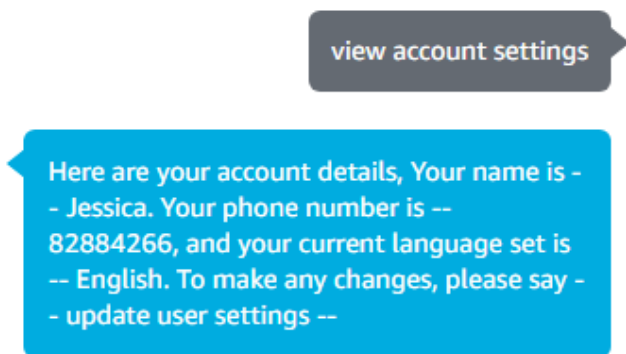 view account settings
Here are your account details, Your name is -
- Jessica. Your phone number is --
82884266, and your current language set is
-- English. To make any changes, please say -
- update user settings --